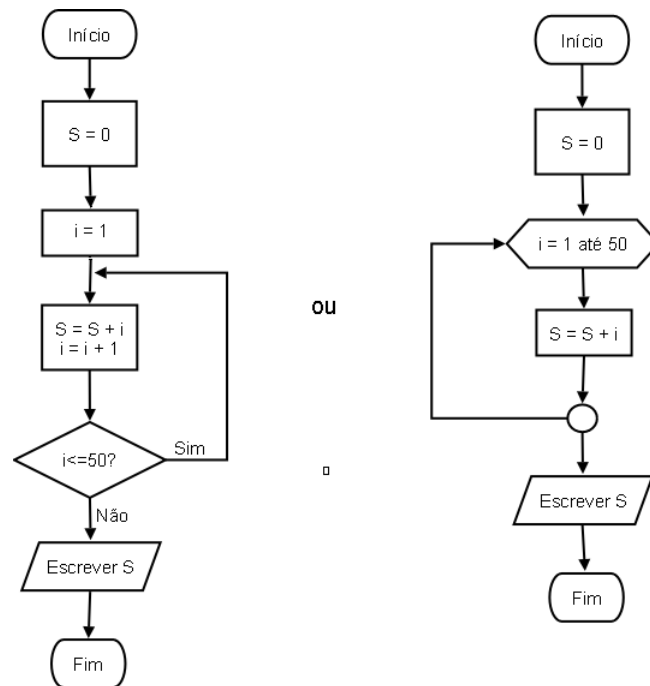 Início
S = 0
i = 1
S = S + i
i = i + 1
i<=50?
Sim
Não
Escrever S
Fim
ou
Início
S = 0
i = 1 até 50
S = S + i
Escrever S
Fim